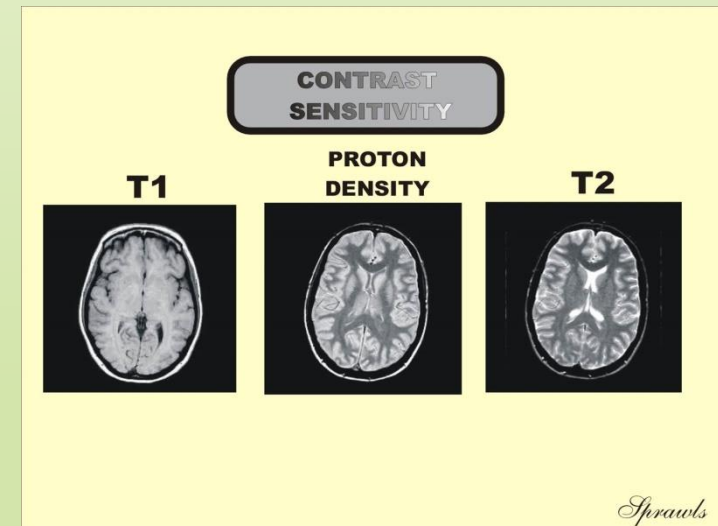 CONTRAST
SENSITIVITY
T1
PROTON
DENSITY
T2
Sprawls